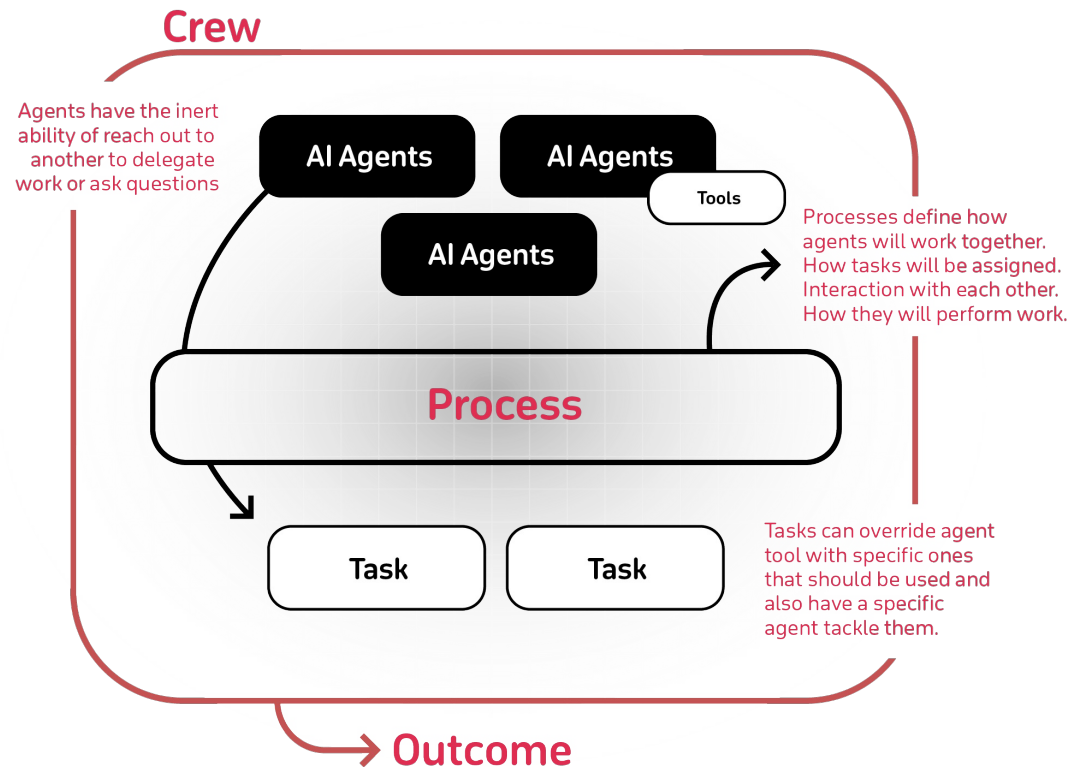 Crew
Agents have the inert
ability of reach out to
another to delegate
work or ask questions
AI Agents
AI Agents
Tools
AI Agents
Processes define how
agents will work together.
How tasks will be assigned.
Interaction with each other.
How they will perform work.
Process
Task
Task
Tasks can override agent
tool with specific ones
that should be used and
also have a specific
agent tackle them.
Outcome